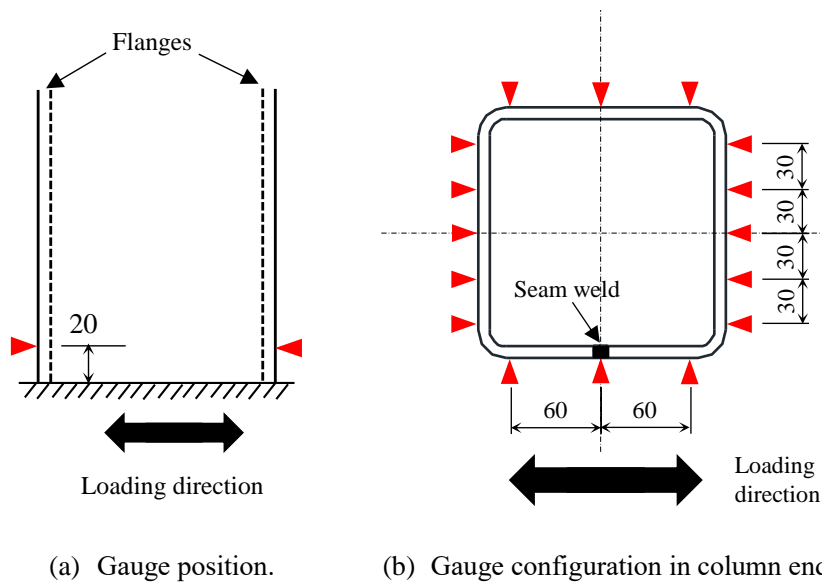 Flanges
20
Loading direction
(a) Gauge position.
30
30
30
30
Seam weld
60
60
Loading
direction
(b) Gauge configuration in column end